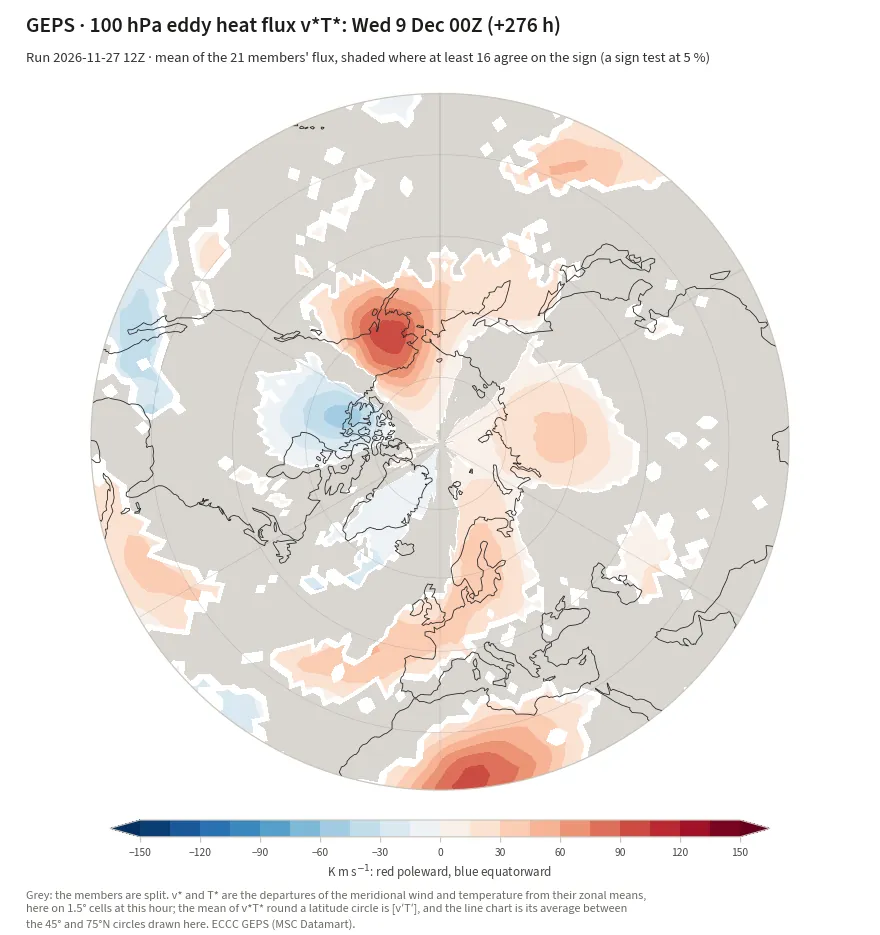 GEPS · 100 hPa eddy heat flux v*T*: Wed 9 Dec 00Z (+276 h)
Run 2026-11-27 12Z · mean of the 21 members' flux, shaded where at least 16 agree on the sign (a sign test at 5 %)
−150 −120 −90 −60 −30 0 30 60 90 120 150
K m s⁻¹: red poleward, blue equatorward
Grey: the members are split. v* and T* are the departures of the meridional wind and temperature from their zonal means,
here on 1.5° cells at this hour; the mean of v*T* round a latitude circle is [v'T'], and the line chart is its average between
the 45° and 75°N circles drawn here. ECCC GEPS (MSC Datamart).